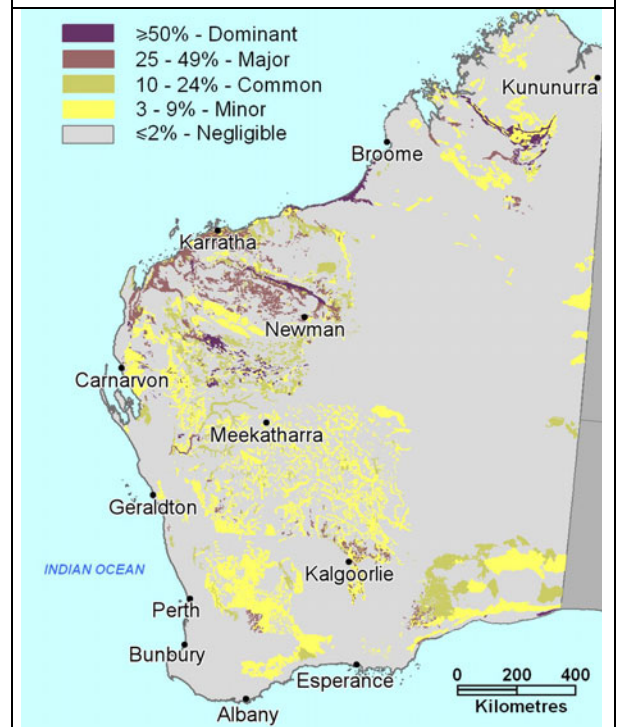 ≥50% - Dominant
25 - 49% - Major
10 - 24% - Common
3 - 9% - Minor
≤2% - Negligible
Kununurra
Broome
Karratha
Newman
Carnarvon
Meekatharra
Geraldton
INDIAN OCEAN
Kalgoorlie
Perth
Bunbury
Esperance
Albany
0 200 400
Kilometres